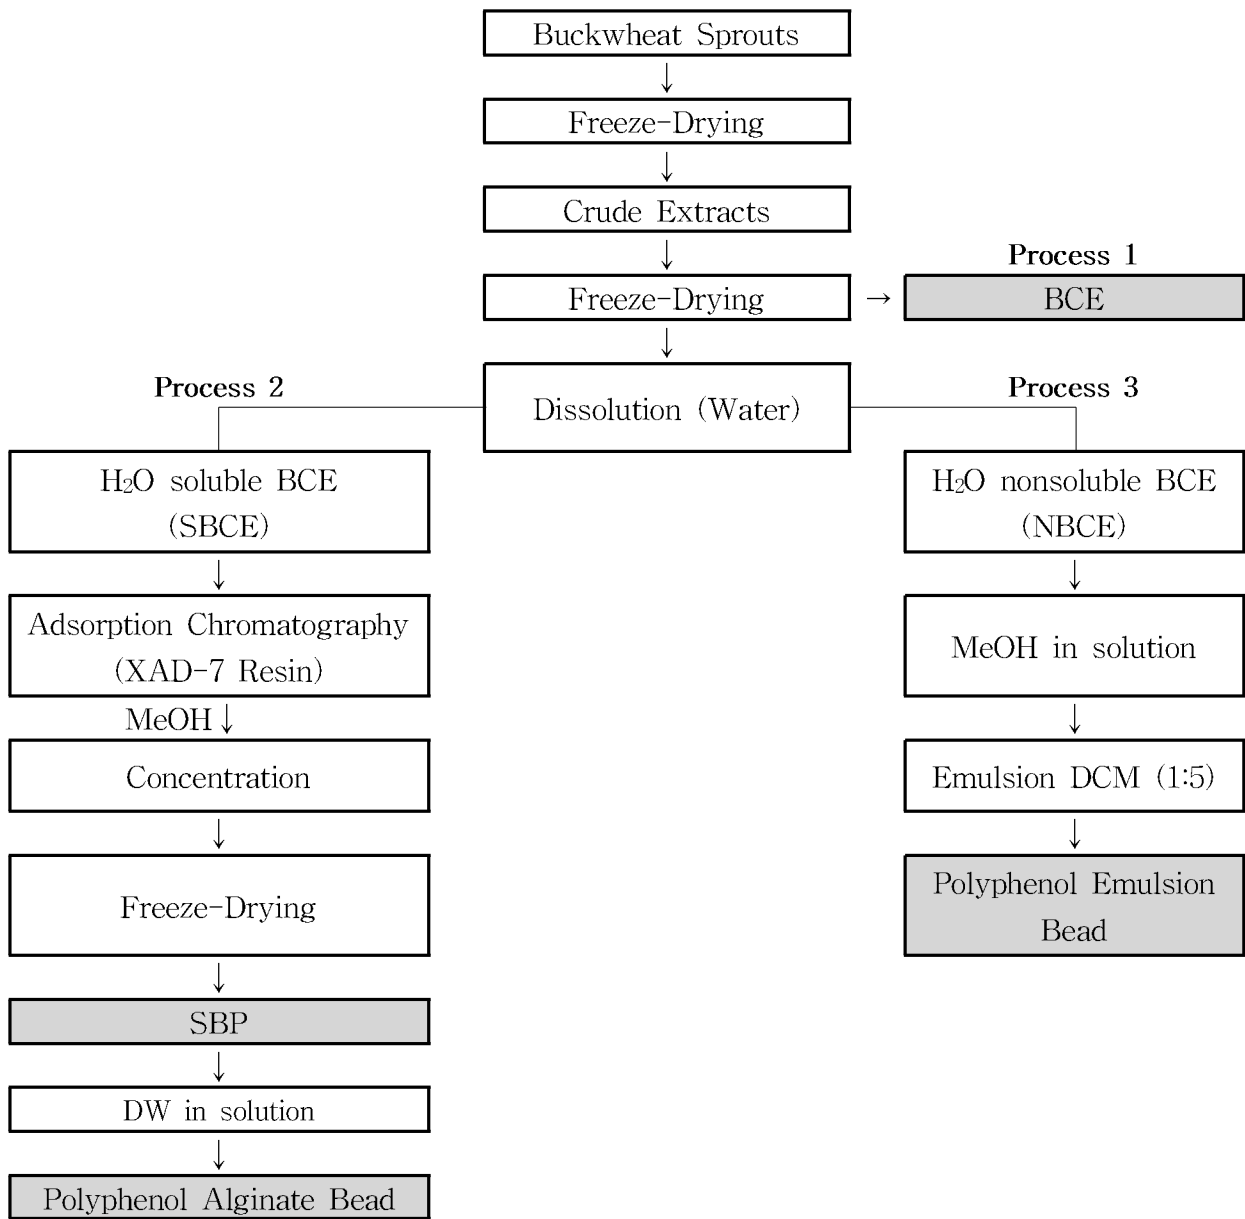 Buckwheat Sprouts
↓
Freeze-Drying
↓
Crude Extracts
↓
Process 1
Freeze-Drying
→
BCE
↓
Process 2
Dissolution (Water)
Process 3
H₂O soluble BCE
(SBCE)
↓
Adsorption Chromatography
(XAD-7 Resin)
MeOH ↓
Concentration
↓
Freeze-Drying
↓
SBP
↓
DW in solution
↓
Polyphenol Alginate Bead
H₂O nonsoluble BCE
(NBCE)
↓
MeOH in solution
↓
Emulsion DCM (1:5)
↓
Polyphenol Emulsion
Bead